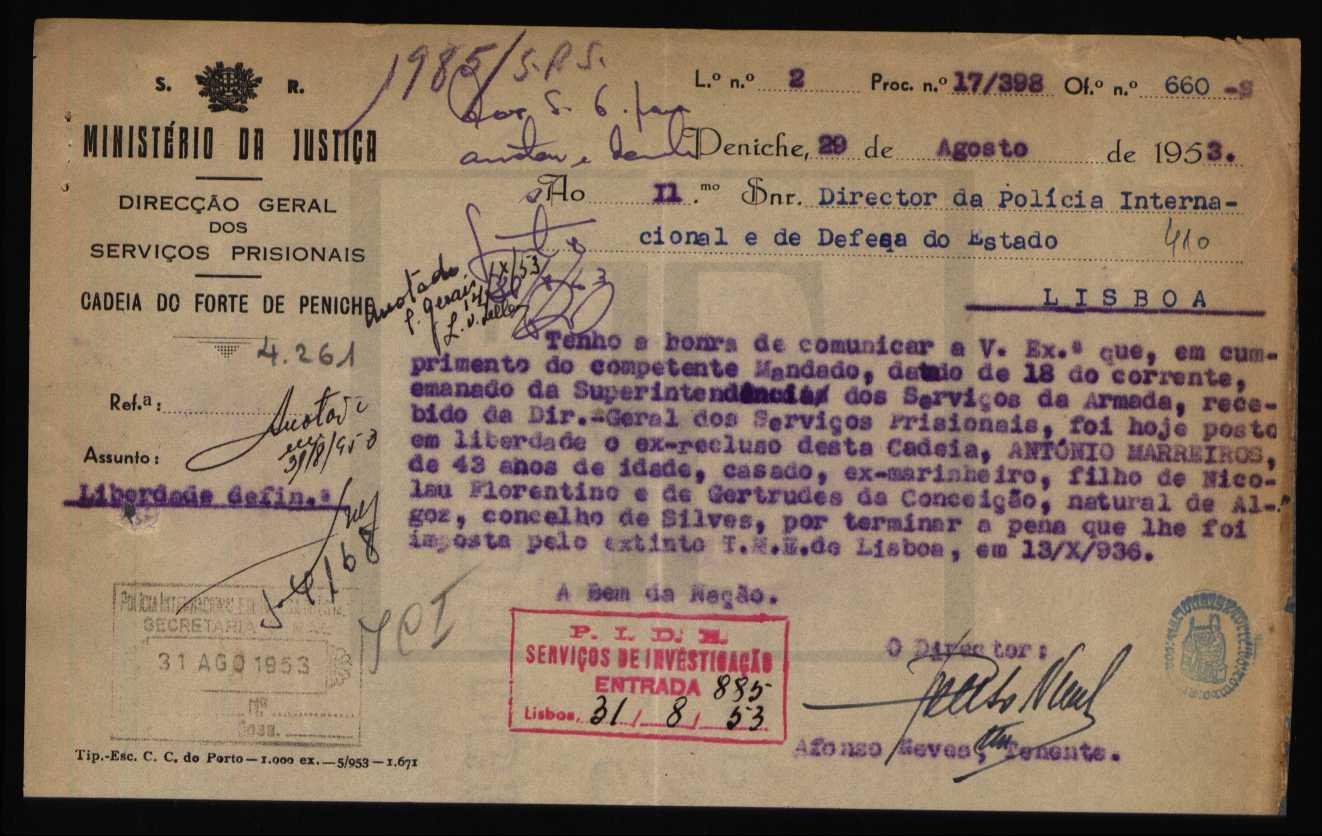 S. R.
MINISTÉRIO DA JUSTIÇA
DIRECÇÃO GERAL
DOS
SERVIÇOS PRISIONAIS
CADEIA DO FORTE DE PENICHE
4.261
Ref.ª:
Anotado
em
31/8/953
Assunto:
Liberdade defin.ª
1985/S.R.S.
L.º n.º 2 Proc. n.º 17/398 Of.º n.º 660 -S
Peniche, 29 de Agosto de 1953.
Ao Il.mo Snr. Director da Polícia Interna-
cional e de Defesa do Estado
410
LISBOA
Anotado
Tenho a honra de comunicar a V. Ex.ª que, em cum-
primento do competente Mandado, datado de 18 do corrente,
emanado da Superintendência dos Serviços da Armada, rece-
bido da Dir.-Geral dos Serviços Prisionais, foi hoje posto
em liberdade o ex-recluso desta Cadeia, ANTÓNIO MARREIROS,
de 43 anos de idade, casado, ex-marinheiro, filho de Nico-
lau Florentino e de Gertrudes da Conceição, natural de Al-
goz, concelho de Silves, por terminar a pena que lhe foi
imposta pelo extinto T.M.E.de Lisboa, em 13/X/936.
A Bem da Nação.
O Director:
Afonso Neves, Tenente.
P. I. D. E.
SERVIÇOS DE INVESTIGAÇÃO
ENTRADA 885
Lisboa, 31/8/53
SECRETARIA
31 AGO 1953
Nº
Tip.-Esc. C. C. do Porto — 1.000 ex. — 5/953 — 1.671